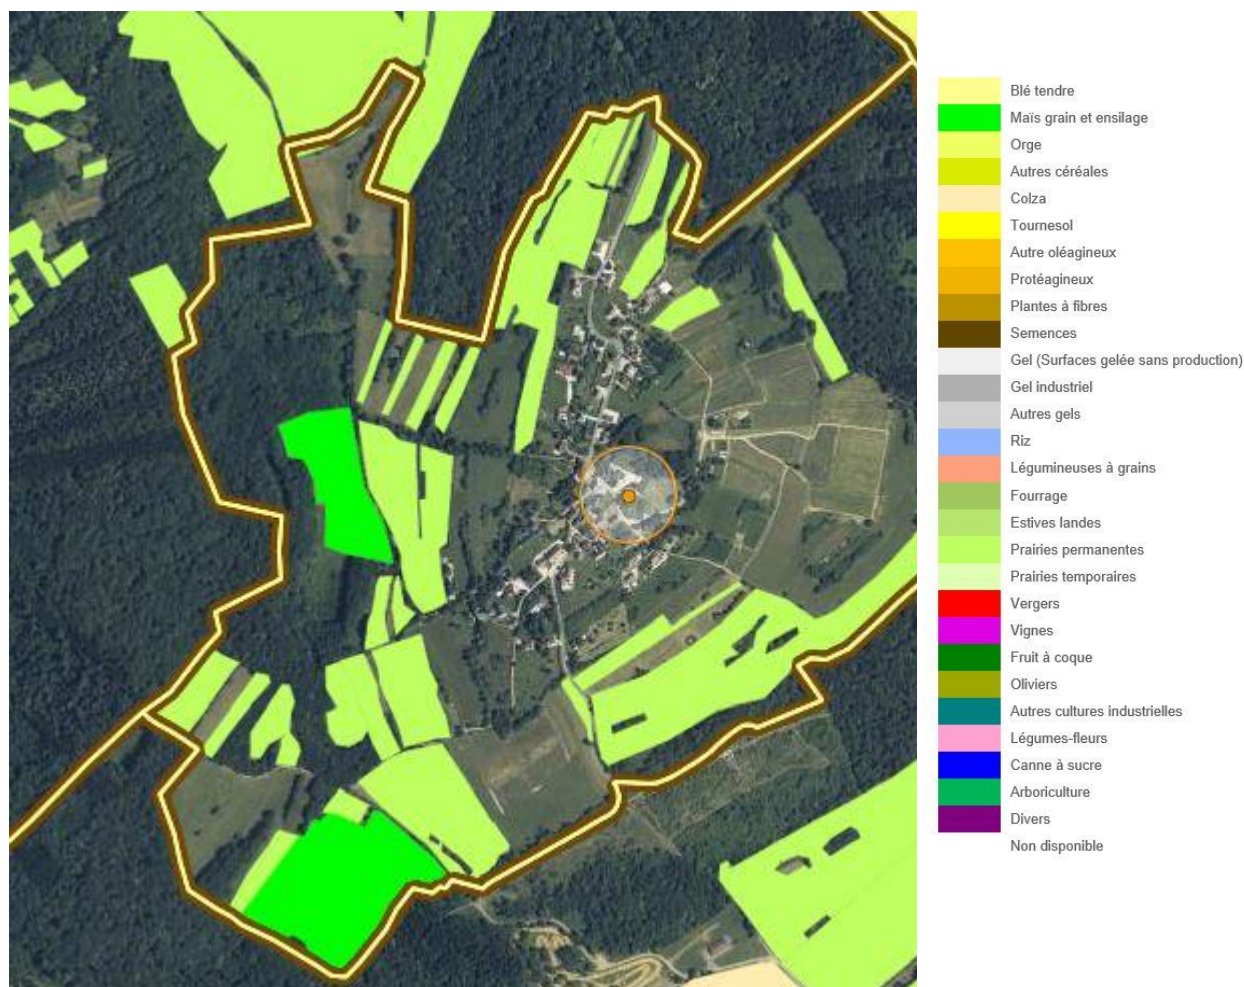 Blé tendre
Maïs grain et ensilage
Orge
Autres céréales
Colza
Tournesol
Autre oléagineux
Protéagineux
Plantes à fibres
Semences
Gel (Surfaces gelée sans production)
Gel industriel
Autres gels
Riz
Légumineuses à grains
Fourrage
Estives landes
Prairies permanentes
Prairies temporaires
Vergers
Vignes
Fruit à coque
Oliviers
Autres cultures industrielles
Légumes-fleurs
Canne à sucre
Arboriculture
Divers
Non disponible